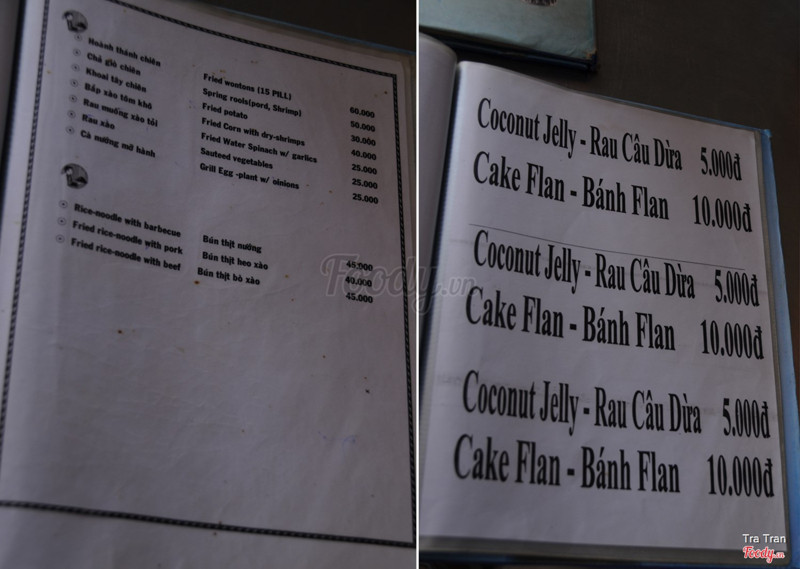 Hoành thánh chiên Fried wontons (15 PILL) 60.000
Chả giò chiên Spring rools(pord, Shrimp) 50.000
Khoai tây chiên Fried potato 30.000
Bắp xào tôm khô Fried Corn with dry-shrimps 40.000
Rau muống xào tỏi Fried Water Spinach w/ garlics 25.000
Rau xào Sauteed vegetables 25.000
Cà nướng mỡ hành Grill Egg -plant w/ oinions 25.000
Rice-noodle with barbecue Bún thịt nướng 45.000
Fried rice-noodle with pork Bún thịt heo xào 40.000
Fried rice-noodle with beef Bún thịt bò xào 45.000
Foody.vn
Coconut Jelly - Rau Câu Dừa 5.000đ
Cake Flan - Bánh Flan 10.000đ
Coconut Jelly - Rau Câu Dừa 5.000đ
Cake Flan - Bánh Flan 10.000đ
Coconut Jelly - Rau Câu Dừa 5.000đ
Cake Flan - Bánh Flan 10.000đ
Tra Tran
Foody.vn